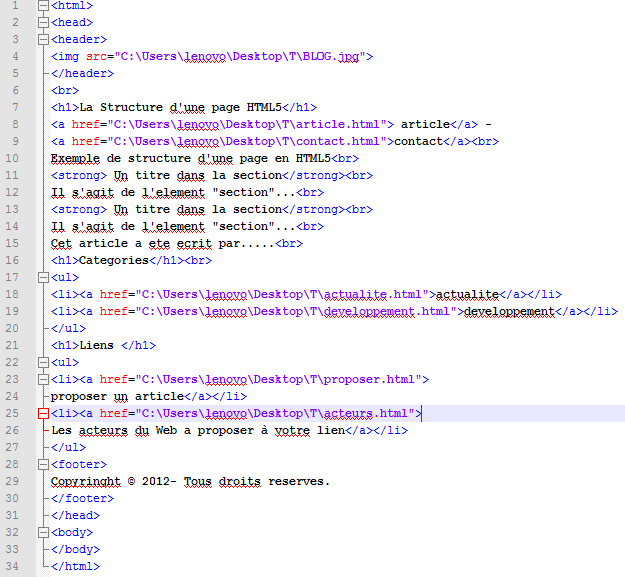 1 <html>
2 <head>
3 <header>
4 <img src="C:\Users\lenovo\Desktop\T\BLOG.jpg">
5 </header>
6 <br>
7 <h1>La Structure d'une page HTML5</h1>
8 <a href="C:\Users\lenovo\Desktop\T\article.html"> article</a> -
9 <a href="C:\Users\lenovo\Desktop\T\contact.html">contact</a><br>
10 Exemple de structure d'une page en HTML5<br>
11 <strong> Un titre dans la section</strong><br>
12 Il s'agit de l'element "section"...<br>
13 <strong> Un titre dans la section</strong><br>
14 Il s'agit de l'element "section"...<br>
15 Cet article a ete ecrit par.....<br>
16 <h1>Categories</h1><br>
17 <ul>
18 <li><a href="C:\Users\lenovo\Desktop\T\actualite.html">actualite</a></li>
19 <li><a href="C:\Users\lenovo\Desktop\T\developpement.html">developpement</a></li>
20 </ul>
21 <h1>Liens </h1>
22 <ul>
23 <li><a href="C:\Users\lenovo\Desktop\T\proposer.html">
24 proposer un article</a></li>
25 <li><a href="C:\Users\lenovo\Desktop\T\acteurs.html">
26 Les acteurs du Web a proposer à votre lien</a></li>
27 </ul>
28 <footer>
29 Copyringht © 2012- Tous droits reserves.
30 </footer>
31 </head>
32 <body>
33 </body>
34 </html>